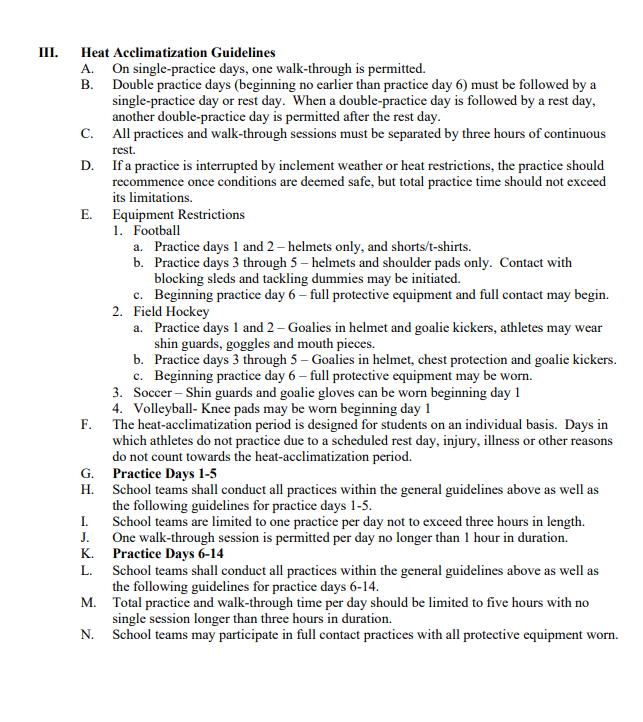 III. Heat Acclimatization Guidelines
A. On single-practice days, one walk-through is permitted.
B. Double practice days (beginning no earlier than practice day 6) must be followed by a
single-practice day or rest day. When a double-practice day is followed by a rest day,
another double-practice day is permitted after the rest day.
C. All practices and walk-through sessions must be separated by three hours of continuous
rest.
D. If a practice is interrupted by inclement weather or heat restrictions, the practice should
recommence once conditions are deemed safe, but total practice time should not exceed
its limitations.
E. Equipment Restrictions
1. Football
a. Practice days 1 and 2 – helmets only, and shorts/t-shirts.
b. Practice days 3 through 5 – helmets and shoulder pads only. Contact with
blocking sleds and tackling dummies may be initiated.
c. Beginning practice day 6 – full protective equipment and full contact may begin.
2. Field Hockey
a. Practice days 1 and 2 – Goalies in helmet and goalie kickers, athletes may wear
shin guards, goggles and mouth pieces.
b. Practice days 3 through 5 – Goalies in helmet, chest protection and goalie kickers.
c. Beginning practice day 6 – full protective equipment may be worn.
3. Soccer – Shin guards and goalie gloves can be worn beginning day 1
4. Volleyball- Knee pads may be worn beginning day 1
F. The heat-acclimatization period is designed for students on an individual basis. Days in
which athletes do not practice due to a scheduled rest day, injury, illness or other reasons
do not count towards the heat-acclimatization period.
G. Practice Days 1-5
H. School teams shall conduct all practices within the general guidelines above as well as
the following guidelines for practice days 1-5.
I. School teams are limited to one practice per day not to exceed three hours in length.
J. One walk-through session is permitted per day no longer than 1 hour in duration.
K. Practice Days 6-14
L. School teams shall conduct all practices within the general guidelines above as well as
the following guidelines for practice days 6-14.
M. Total practice and walk-through time per day should be limited to five hours with no
single session longer than three hours in duration.
N. School teams may participate in full contact practices with all protective equipment worn.